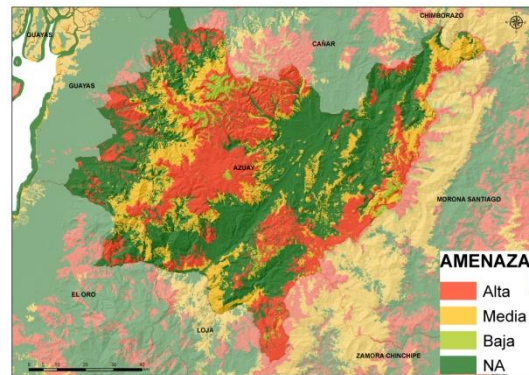 CHIMBORAZO
GUAYAS
CAÑAR
GUAYAS
AZUAY
MORONA SANTIAGO
EL ORO
LOJA
ZAMORA CHINCHIPE
AMENAZA
Alta
Media
Baja
NA